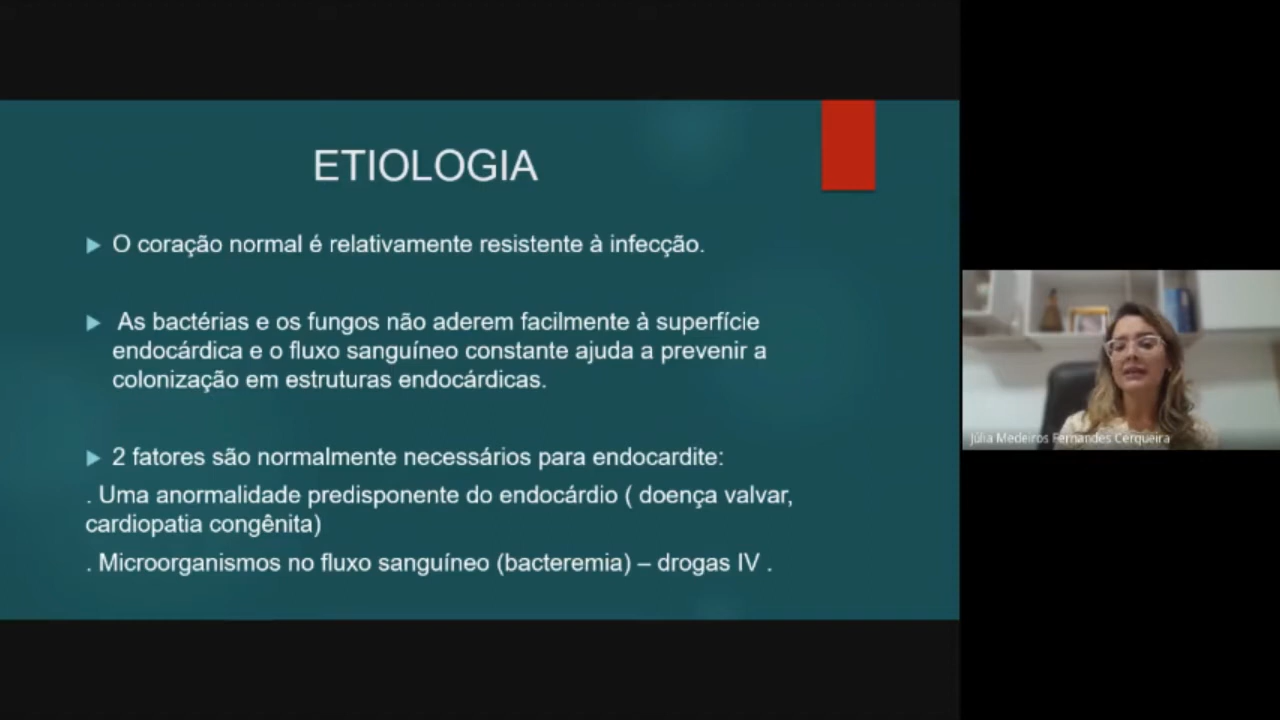 ETIOLOGIA
O coração normal é relativamente resistente à infecção.
As bactérias e os fungos não aderem facilmente à superfície
endocárdica e o fluxo sanguíneo constante ajuda a prevenir a
colonização em estruturas endocárdicas.
2 fatores são normalmente necessários para endocardite:
. Uma anormalidade predisponente do endocárdio ( doença valvar,
cardiopatia congênita)
. Microorganismos no fluxo sanguíneo (bacteremia) – drogas IV .
Júlia Medeiros Fernandes Cerqueira